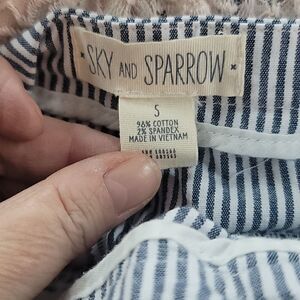 SKY AND SPARROW
S
98% COTTON
2% SPANDEX
MADE IN VIETNAM